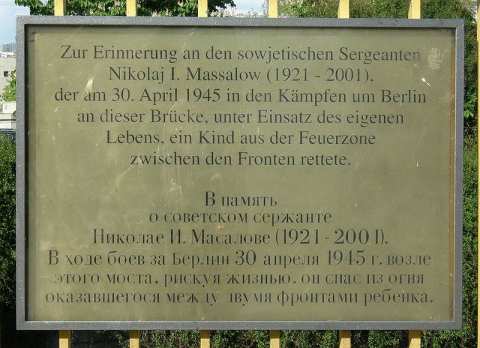 Zur Erinnerung an den sowjetischen Sergeanten
Nikolaj I. Massalow (1921 - 2001),
der am 30. April 1945 in den Kämpfen um Berlin
an dieser Brücke, unter Einsatz des eigenen
Lebens, ein Kind aus der Feuerzone
zwischen den Fronten rettete.
В память
о советском сержанте
Николае И. Масалове (1921 - 2001).
В ходе боев за Берлин 30 апреля 1945 г. возле
этого моста, рискуя жизнью, он спас из огня
оказавшегося между двумя фронтами ребенка.